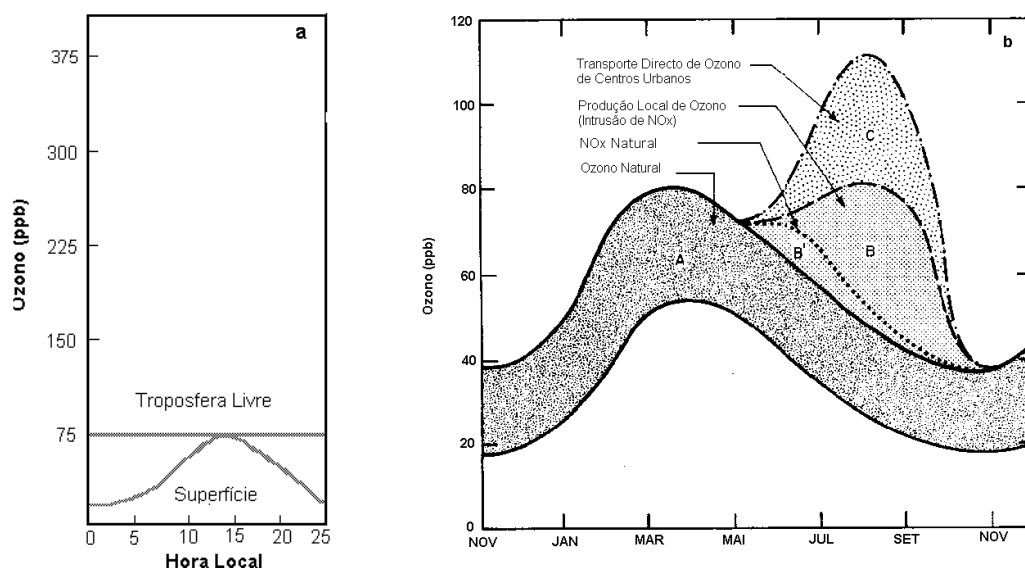 a
Ozono (ppb)
375
300
225
150
75
Troposfera Livre
Superfície
0 5 10 15 20 25
Hora Local
b
Ozono (ppb)
120
100
80
60
40
20
0
Transporte Directo de Ozono
de Centros Urbanos
Produção Local de Ozono
(Intrusão de NOx)
NOx Natural
Ozono Natural
A
B'
B
C
NOV JAN MAR MAI JUL SET NOV